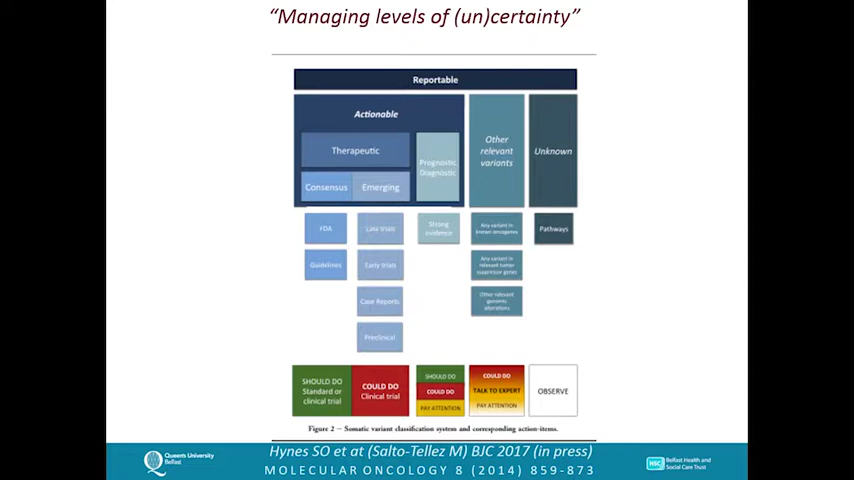 “Managing levels of (un)certainty”
Reportable
Actionable
Therapeutic
Consensus
Emerging
Prognostic
Diagnostic
Other
relevant
variants
Unknown
FDA
Guidelines
Late trials
Early trials
Case Reports
Preclinical
Strong
evidence
Any variant in
known oncogenes
Any variant in
relevant tumor
suppressor genes
Other relevant
genomic
alterations
Pathways
SHOULD DO
Standard or
clinical trial
COULD DO
Clinical trial
SHOULD DO
COULD DO
PAY ATTENTION
COULD DO
TALK TO EXPERT
PAY ATTENTION
OBSERVE
Figure 2 – Somatic variant classification system and corresponding action-items.
Hynes SO et at (Salto-Tellez M) BJC 2017 (in press)
MOLECULAR ONCOLOGY 8 (2014) 859-873
Queen's University
Belfast
HSC
Belfast Health and
Social Care Trust